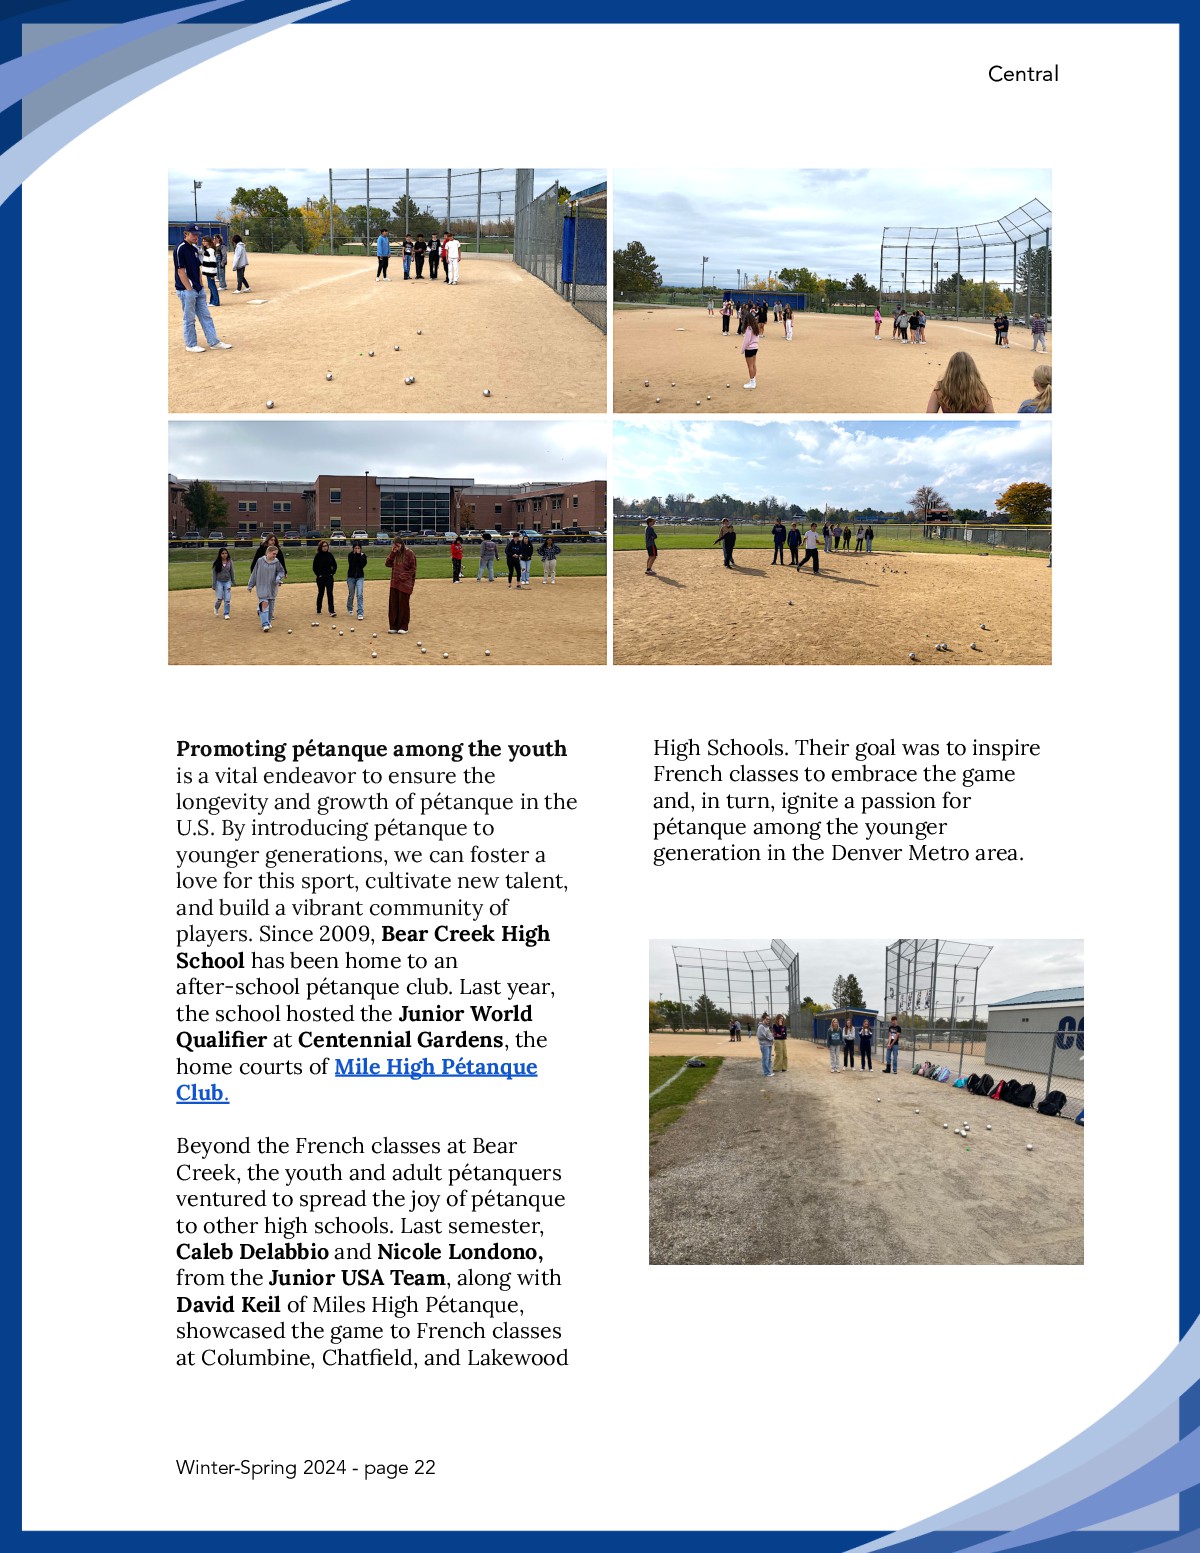 Central
Promoting pétanque among the youth
is a vital endeavor to ensure the
longevity and growth of pétanque in the
U.S. By introducing pétanque to
younger generations, we can foster a
love for this sport, cultivate new talent,
and build a vibrant community of
players. Since 2009, Bear Creek High
School has been home to an
after-school pétanque club. Last year,
the school hosted the Junior World
Qualifier at Centennial Gardens, the
home courts of Mile High Pétanque
Club.
Beyond the French classes at Bear
Creek, the youth and adult pétanquers
ventured to spread the joy of pétanque
to other high schools. Last semester,
Caleb Delabbio and Nicole Londono,
from the Junior USA Team, along with
David Keil of Miles High Pétanque,
showcased the game to French classes
at Columbine, Chatfield, and Lakewood
High Schools. Their goal was to inspire
French classes to embrace the game
and, in turn, ignite a passion for
pétanque among the younger
generation in the Denver Metro area.
Winter-Spring 2024 - page 22